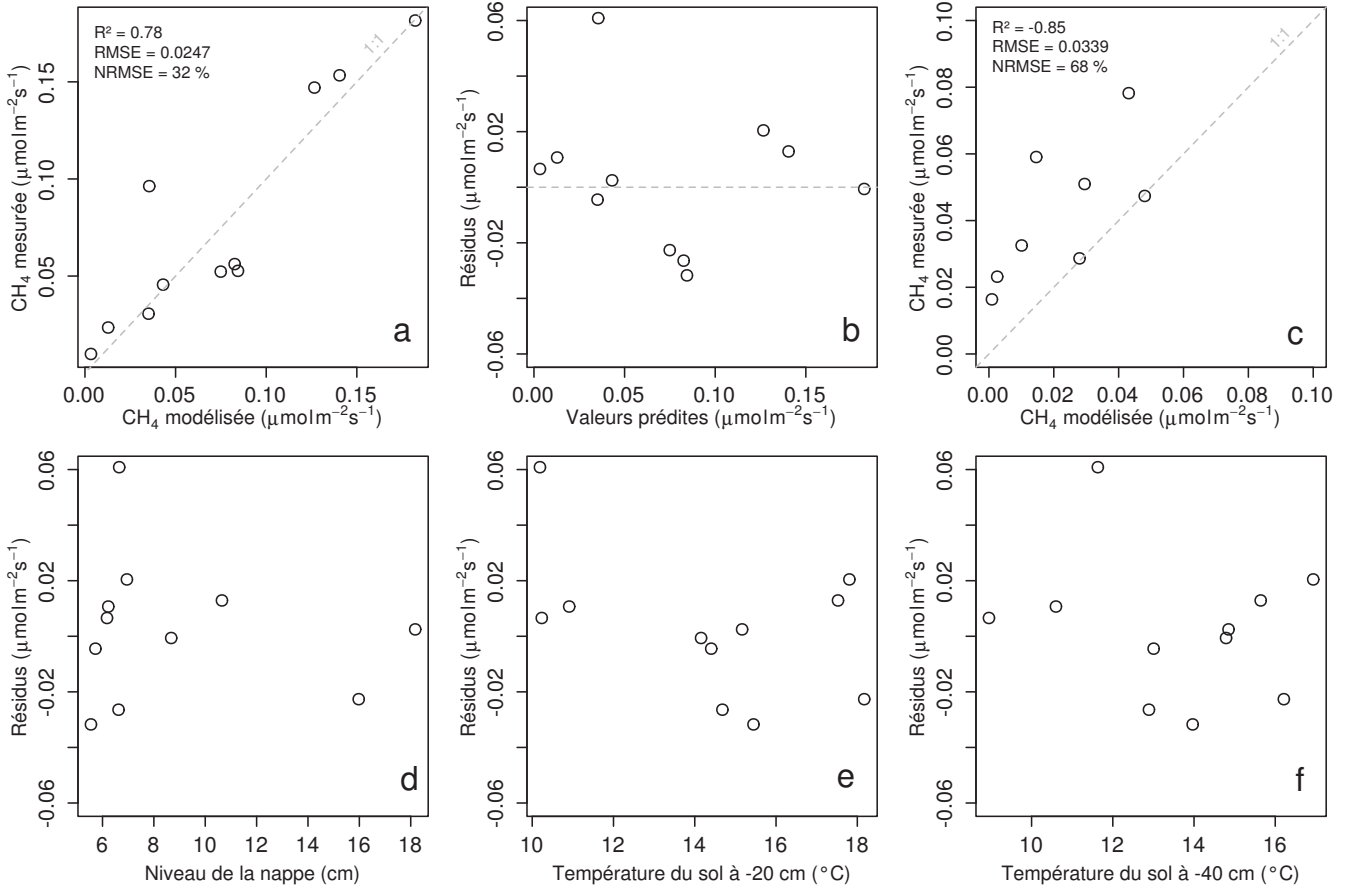 R² = 0.78
RMSE = 0.0247
NRMSE = 32 %
1:1
a
0.05
0.10
0.15
CH₄ mesurée (μmolm⁻²s⁻¹)
0.00 0.05 0.10 0.15
CH₄ modélisée (μmolm⁻²s⁻¹)
b
-0.06
-0.02
0.02
0.06
Résidus (μmolm⁻²s⁻¹)
0.00 0.05 0.10 0.15
Valeurs prédites (μmolm⁻²s⁻¹)
R² = -0.85
RMSE = 0.0339
NRMSE = 68 %
1:1
c
0.00
0.02
0.04
0.06
0.08
0.10
CH₄ mesurée (μmolm⁻²s⁻¹)
0.00 0.02 0.04 0.06 0.08 0.10
CH₄ modélisée (μmolm⁻²s⁻¹)
d
-0.06
-0.02
0.02
0.06
Résidus (μmolm⁻²s⁻¹)
6 8 10 12 14 16 18
Niveau de la nappe (cm)
e
-0.06
-0.02
0.02
0.06
Résidus (μmolm⁻²s⁻¹)
10 12 14 16 18
Température du sol à -20 cm (°C)
f
-0.06
-0.02
0.02
0.06
Résidus (μmolm⁻²s⁻¹)
10 12 14 16
Température du sol à -40 cm (°C)